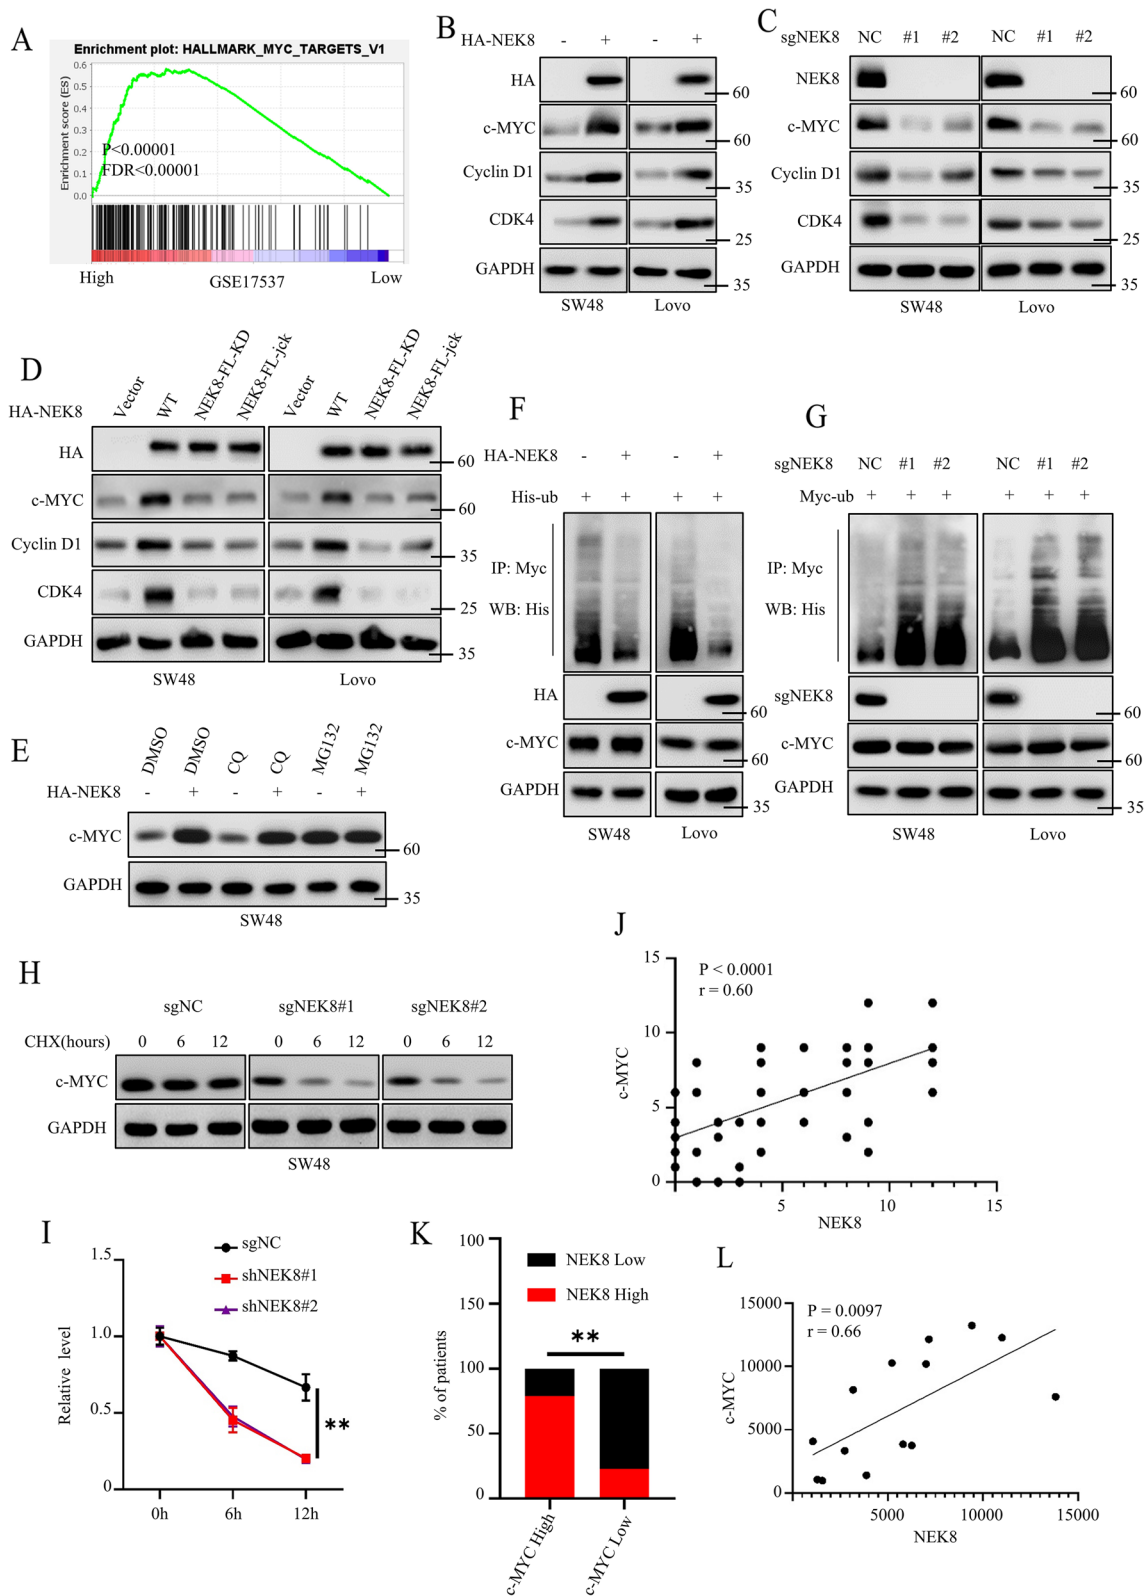 A
Enrichment plot: HALLMARK_MYC_TARGETS_V1
Enrichment score (ES)
0.6
0.5
0.4
0.3
0.2
0.1
0.0
P<0.00001
FDR<0.00001
High GSE17537 Low
B
HA-NEK8 - + - +
HA
60
c-MYC
60
Cyclin D1
35
CDK4
25
GAPDH
35
SW48 Lovo
C
sgNEK8 NC #1 #2 NC #1 #2
NEK8
60
c-MYC
60
Cyclin D1
35
CDK4
25
GAPDH
35
SW48 Lovo
D
HA-NEK8 Vector WT NEK8-FL-KD NEK8-FL-jck Vector WT NEK8-FL-KD NEK8-FL-jck
HA
60
c-MYC
60
Cyclin D1
35
CDK4
25
GAPDH
35
SW48 Lovo
E
DMSO DMSO CQ CQ MG132 MG132
HA-NEK8 - + - + - +
c-MYC
60
GAPDH
35
SW48
F
HA-NEK8 - + - +
His-ub + + + +
IP: Myc
WB: His
HA
60
c-MYC
60
GAPDH
35
SW48 Lovo
G
sgNEK8 NC #1 #2 NC #1 #2
Myc-ub + + + + + +
IP: Myc
WB: His
sgNEK8
60
c-MYC
60
GAPDH
35
SW48 Lovo
H
sgNC sgNEK8#1 sgNEK8#2
CHX(hours) 0 6 12 0 6 12 0 6 12
c-MYC
GAPDH
SW48
I
sgNC
shNEK8#1
shNEK8#2
Relative level
1.5
1.0
0.5
0
**
0h 6h 12h
J
P < 0.0001
r = 0.60
c-MYC
15
10
5
0
5 10 15
NEK8
K
NEK8 Low
NEK8 High
% of patients
100
150
100
50
0
**
c-MYC High
c-MYC Low
L
P = 0.0097
r = 0.66
c-MYC
15000
10000
5000
0
5000 10000 15000
NEK8